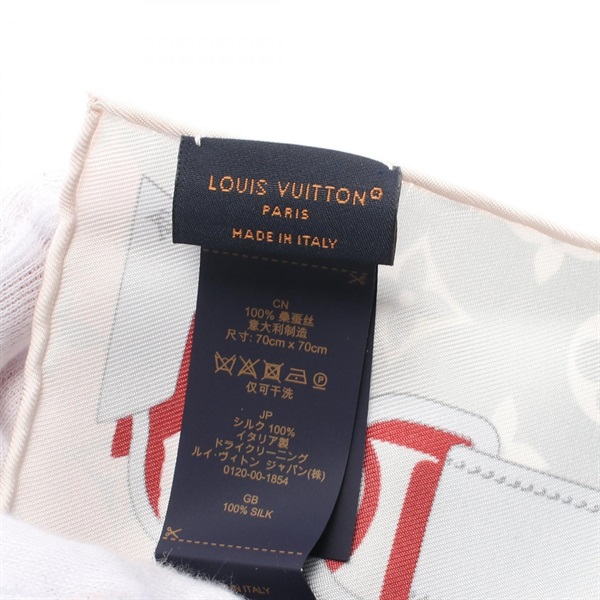 LOUIS VUITTON®
PARIS
MADE IN ITALY
CN
100% 桑蚕丝
意大利制造
尺寸: 70cm x 70cm
仅可干洗
JP
シルク 100%
イタリア製
ドライクリーニング
ルイ・ヴィトン ジャパン(株)
0120-00-1854
GB
100% SILK
ITALY